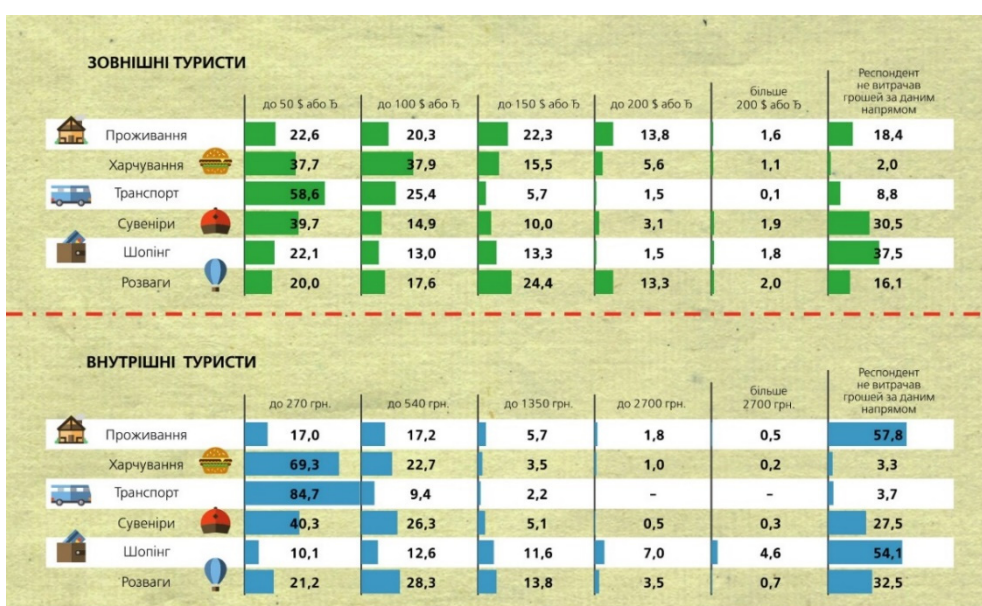 ЗОВНІШНІ ТУРИСТИ
до 50 $ або Ђ до 100 $ або Ђ до 150 $ або Ђ до 200 $ або Ђ більше 200 $ або Ђ Респондент не витрачав грошей за даним напрямом
Проживання 22,6 20,3 22,3 13,8 1,6 18,4
Харчування 37,7 37,9 15,5 5,6 1,1 2,0
Транспорт 58,6 25,4 5,7 1,5 0,1 8,8
Сувеніри 39,7 14,9 10,0 3,1 1,9 30,5
Шопінг 22,1 13,0 13,3 1,5 1,8 37,5
Розваги 20,0 17,6 24,4 13,3 2,0 16,1
ВНУТРІШНІ ТУРИСТИ
до 270 грн. до 540 грн. до 1350 грн. до 2700 грн. більше 2700 грн. Респондент не витрачав грошей за даним напрямом
Проживання 17,0 17,2 5,7 1,8 0,5 57,8
Харчування 69,3 22,7 3,5 1,0 0,2 3,3
Транспорт 84,7 9,4 2,2 – – 3,7
Сувеніри 40,3 26,3 5,1 0,5 0,3 27,5
Шопінг 10,1 12,6 11,6 7,0 4,6 54,1
Розваги 21,2 28,3 13,8 3,5 0,7 32,5